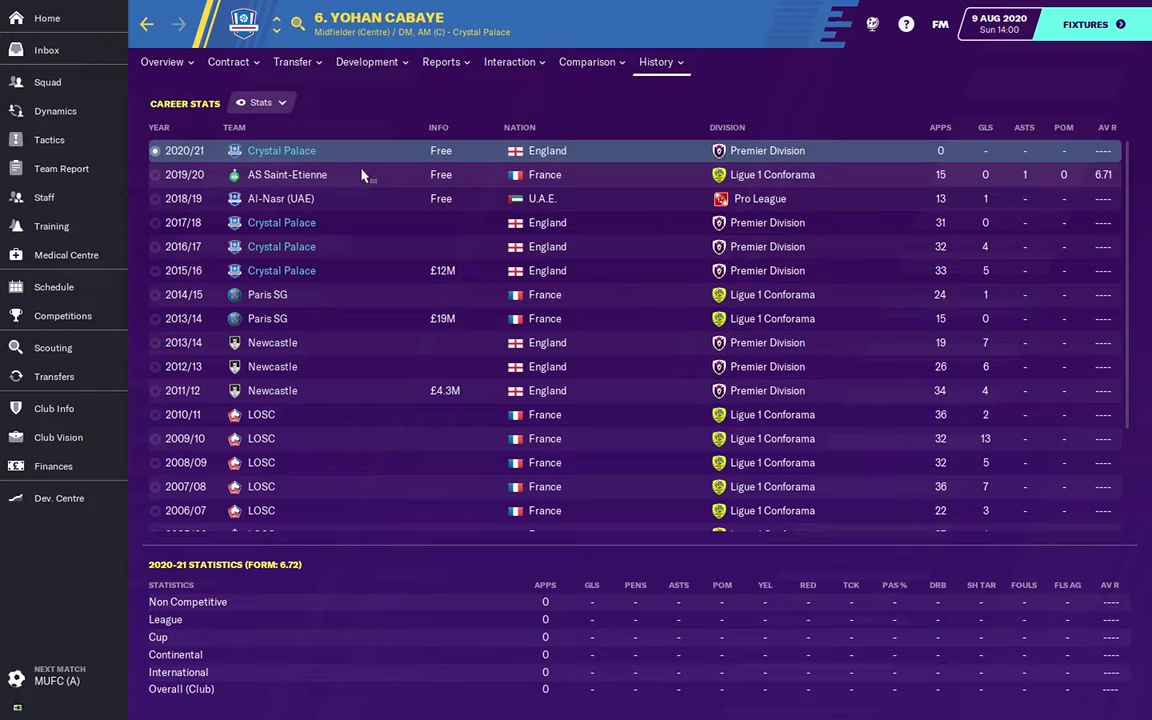 Home
Inbox
Squad
Dynamics
Tactics
Team Report
Staff
Training
Medical Centre
Schedule
Competitions
Scouting
Transfers
Club Info
Club Vision
Finances
Dev. Centre
NEXT MATCH
MUFC (A)
6. YOHAN CABAYE
Midfielder (Centre) / DM, AM (C) - Crystal Palace
? FM 9 AUG 2020 FIXTURES
Sun 14:00
Overview Contract Transfer Development Reports Interaction Comparison History
CAREER STATS Stats
YEAR TEAM INFO NATION DIVISION APPS GLS ASTS POM AV R
2020/21 Crystal Palace Free England Premier Division 0 - - - ----
2019/20 AS Saint-Etienne Free France Ligue 1 Conforama 15 0 1 0 6.71
2018/19 Al-Nasr (UAE) Free U.A.E. Pro League 13 1 - - ----
2017/18 Crystal Palace England Premier Division 31 0 - - ----
2016/17 Crystal Palace England Premier Division 32 4 - - ----
2015/16 Crystal Palace £12M England Premier Division 33 5 - - ----
2014/15 Paris SG France Ligue 1 Conforama 24 1 - - ----
2013/14 Paris SG £19M France Ligue 1 Conforama 15 0 - - ----
2013/14 Newcastle England Premier Division 19 7 - - ----
2012/13 Newcastle England Premier Division 26 6 - - ----
2011/12 Newcastle £4.3M England Premier Division 34 4 - - ----
2010/11 LOSC France Ligue 1 Conforama 36 2 - - ----
2009/10 LOSC France Ligue 1 Conforama 32 13 - - ----
2008/09 LOSC France Ligue 1 Conforama 32 5 - - ----
2007/08 LOSC France Ligue 1 Conforama 36 7 - - ----
2006/07 LOSC France Ligue 1 Conforama 22 3 - - ----
2020-21 STATISTICS (FORM: 6.72)
STATISTICS APPS GLS PENS ASTS POM YEL RED TCK PAS % DRB SH TAR FOULS FLS AG AV R
Non Competitive 0 - - - - - - - - - - - - ----
League 0 - - - - - - - - - - - - ----
Cup 0 - - - - - - - - - - - - ----
Continental 0 - - - - - - - - - - - - ----
International 0 - - - - - - - - - - - - ----
Overall (Club) 0 - - - - - - - - - - - - ----